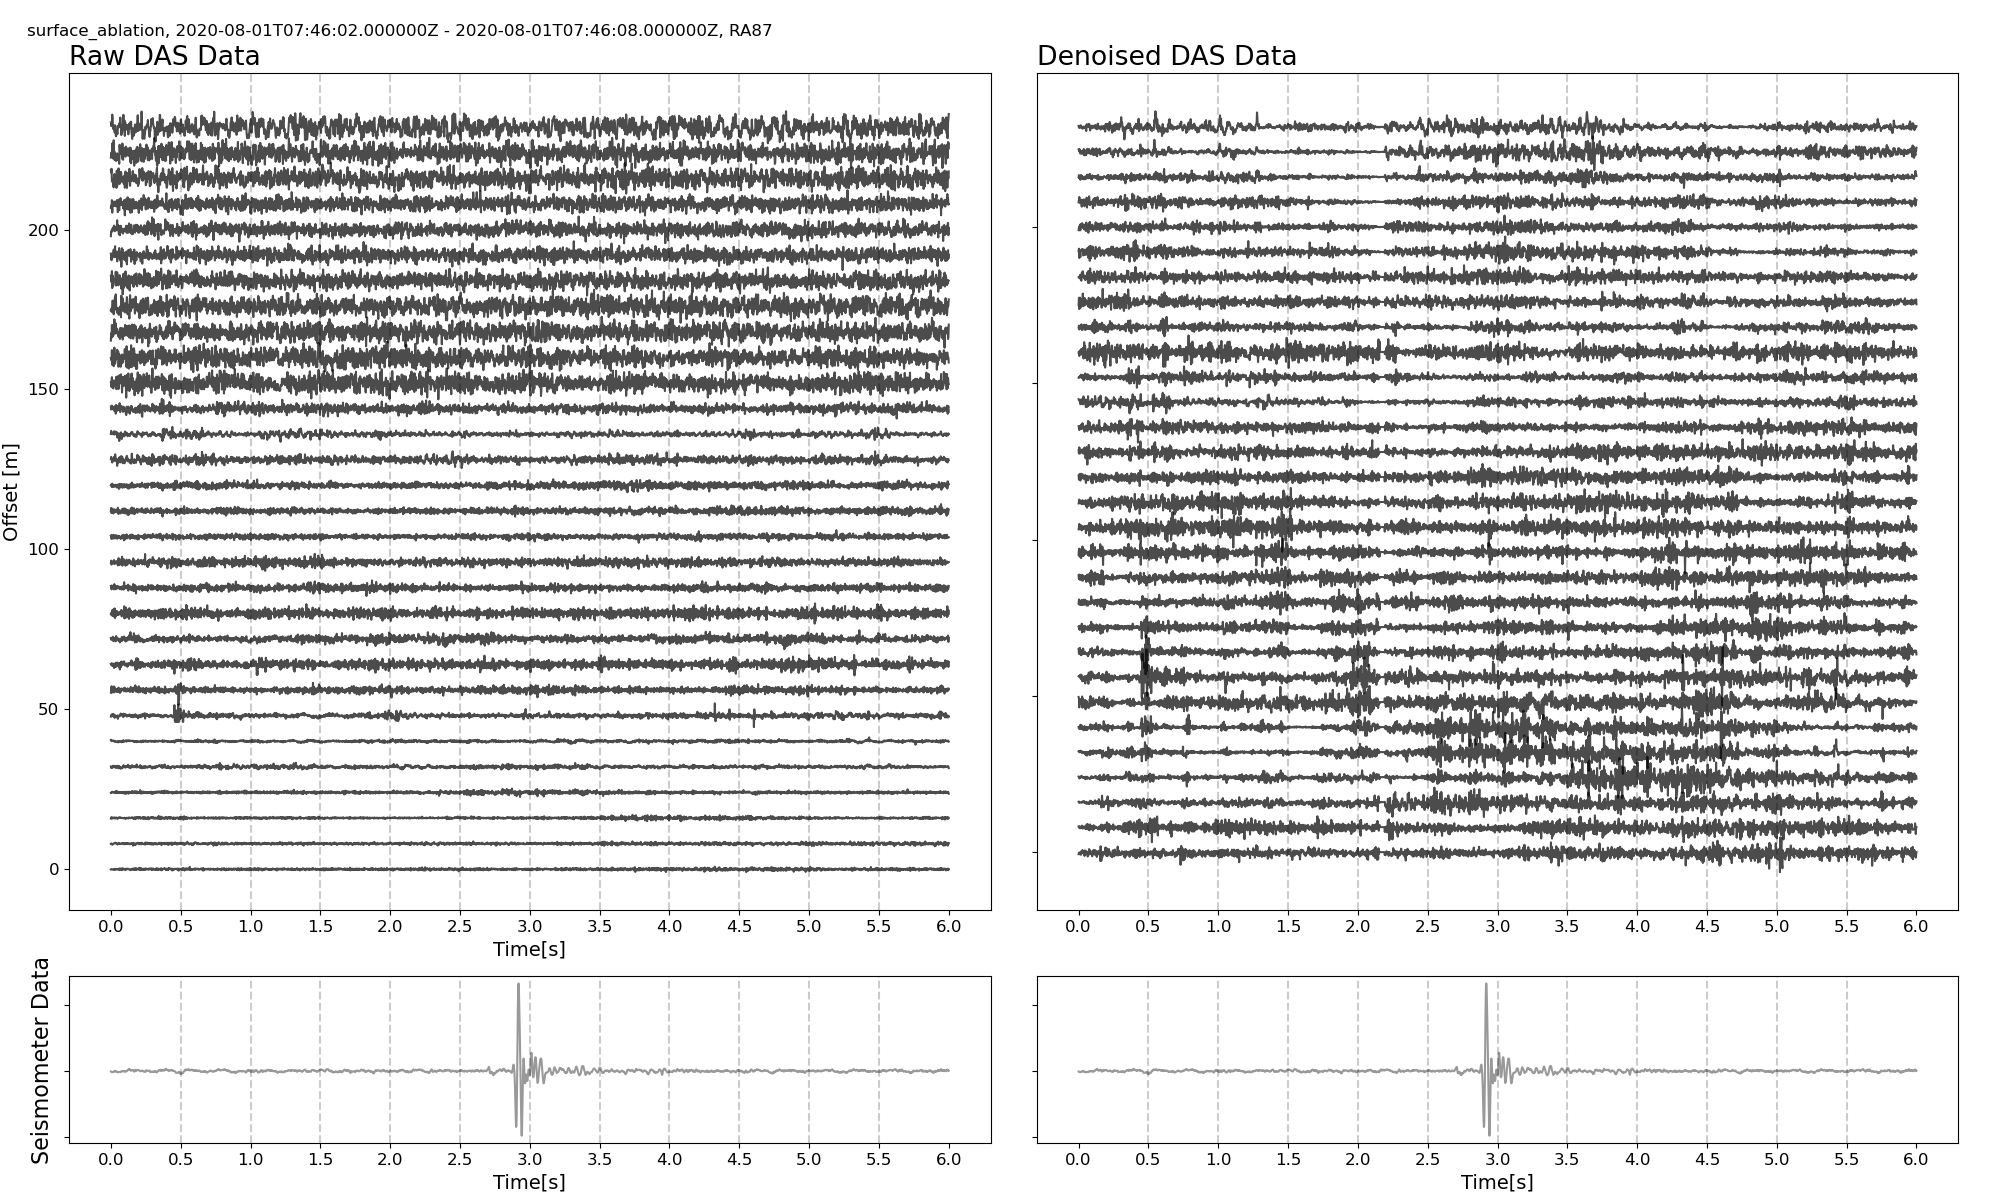 surface_ablation, 2020-08-01T07:46:02.000000Z - 2020-08-01T07:46:08.000000Z, RA87
Raw DAS Data
Denoised DAS Data
Offset [m]
200
150
100
50
0
0.0 0.5 1.0 1.5 2.0 2.5 3.0 3.5 4.0 4.5 5.0 5.5 6.0
Time[s]
0.0 0.5 1.0 1.5 2.0 2.5 3.0 3.5 4.0 4.5 5.0 5.5 6.0
Seismometer Data
0.0 0.5 1.0 1.5 2.0 2.5 3.0 3.5 4.0 4.5 5.0 5.5 6.0
Time[s]
0.0 0.5 1.0 1.5 2.0 2.5 3.0 3.5 4.0 4.5 5.0 5.5 6.0
Time[s]